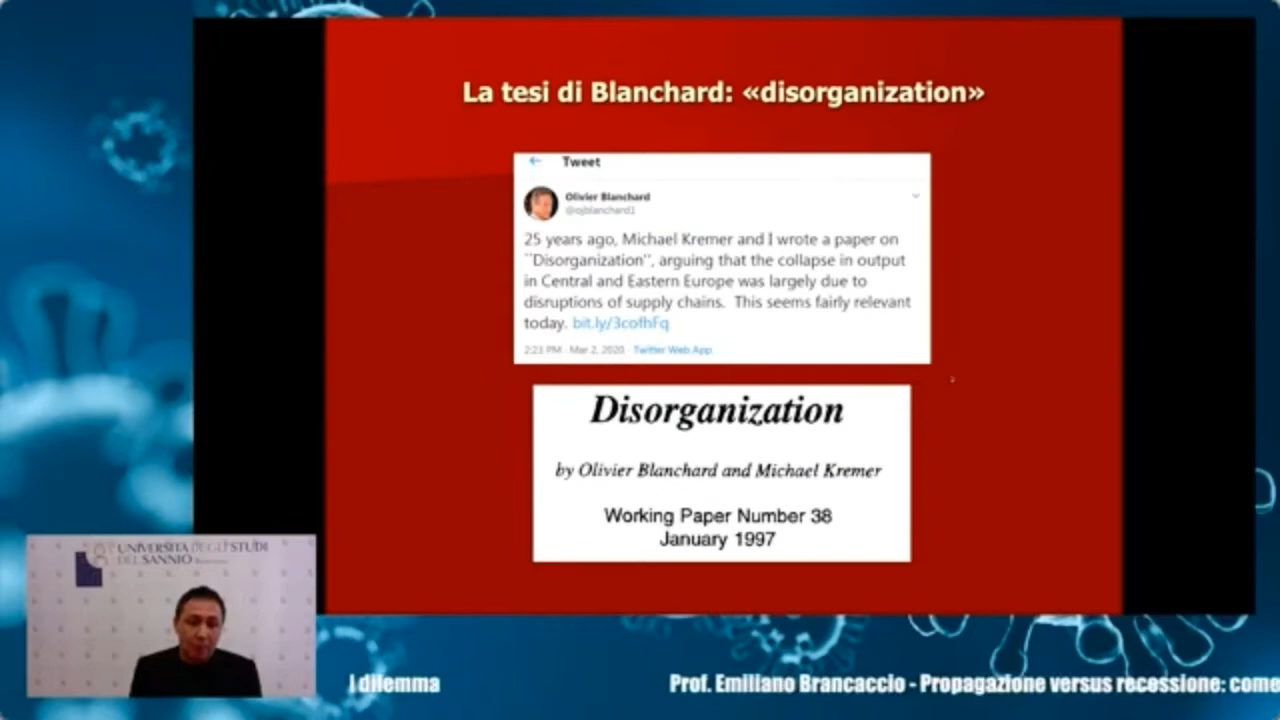 La tesi di Blanchard: «disorganization»
Tweet
Olivier Blanchard
@ojblanchard1
25 years ago, Michael Kremer and I wrote a paper on
``Disorganization'', arguing that the collapse in output
in Central and Eastern Europe was largely due to
disruptions of supply chains. This seems fairly relevant
today. bit.ly/3cofhFq
2:23 PM · Mar 2, 2020 · Twitter Web App
Disorganization
by Olivier Blanchard and Michael Kremer
Working Paper Number 38
January 1997
UNIVERSITÀ DEGLI STUDI
DEL SANNIO
l dilemma
Prof. Emiliano Brancaccio - Propagazione versus recessione: come